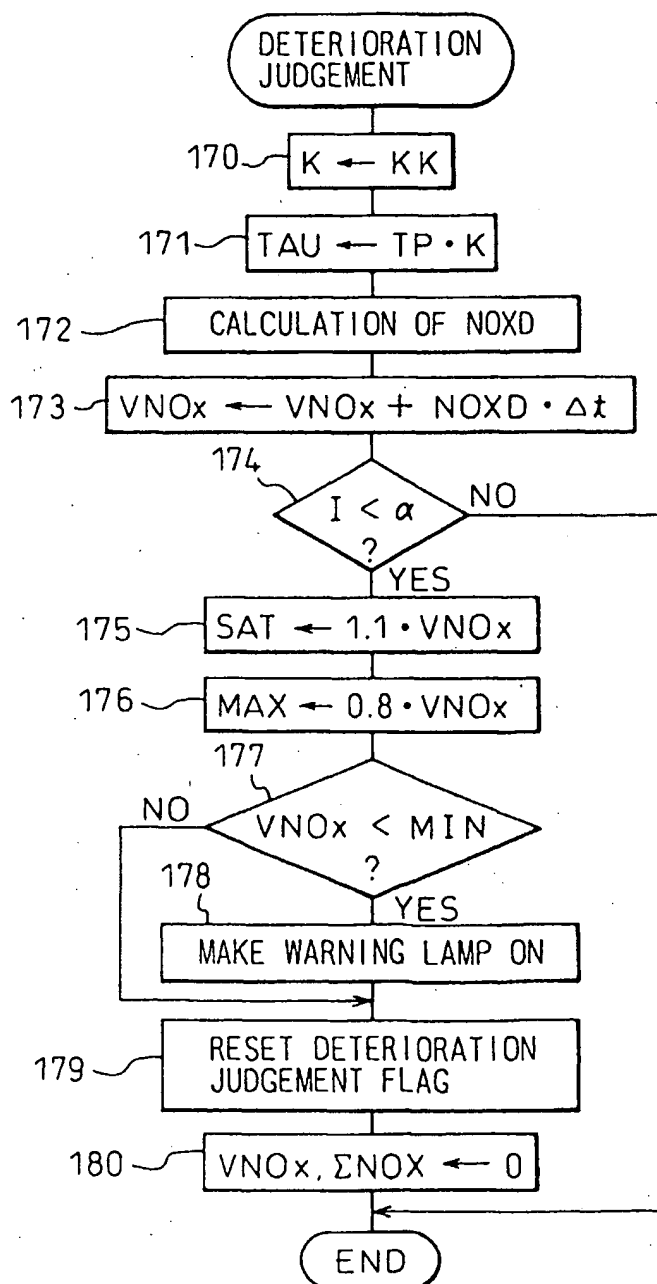 DETERIORATION
JUDGEMENT
170
K ← KK
171
TAU ← TP · K
172
CALCULATION OF NOXD
173
VNOx ← VNOx + NOXD · Δt
174
I < α
?
NO
YES
175
SAT ← 1.1 · VNOx
176
MAX ← 0.8 · VNOx
177
NO
VNOx < MIN
?
YES
178
MAKE WARNING LAMP ON
179
RESET DETERIORATION
JUDGEMENT FLAG
180
VNOx, ΣNOX ← 0
END